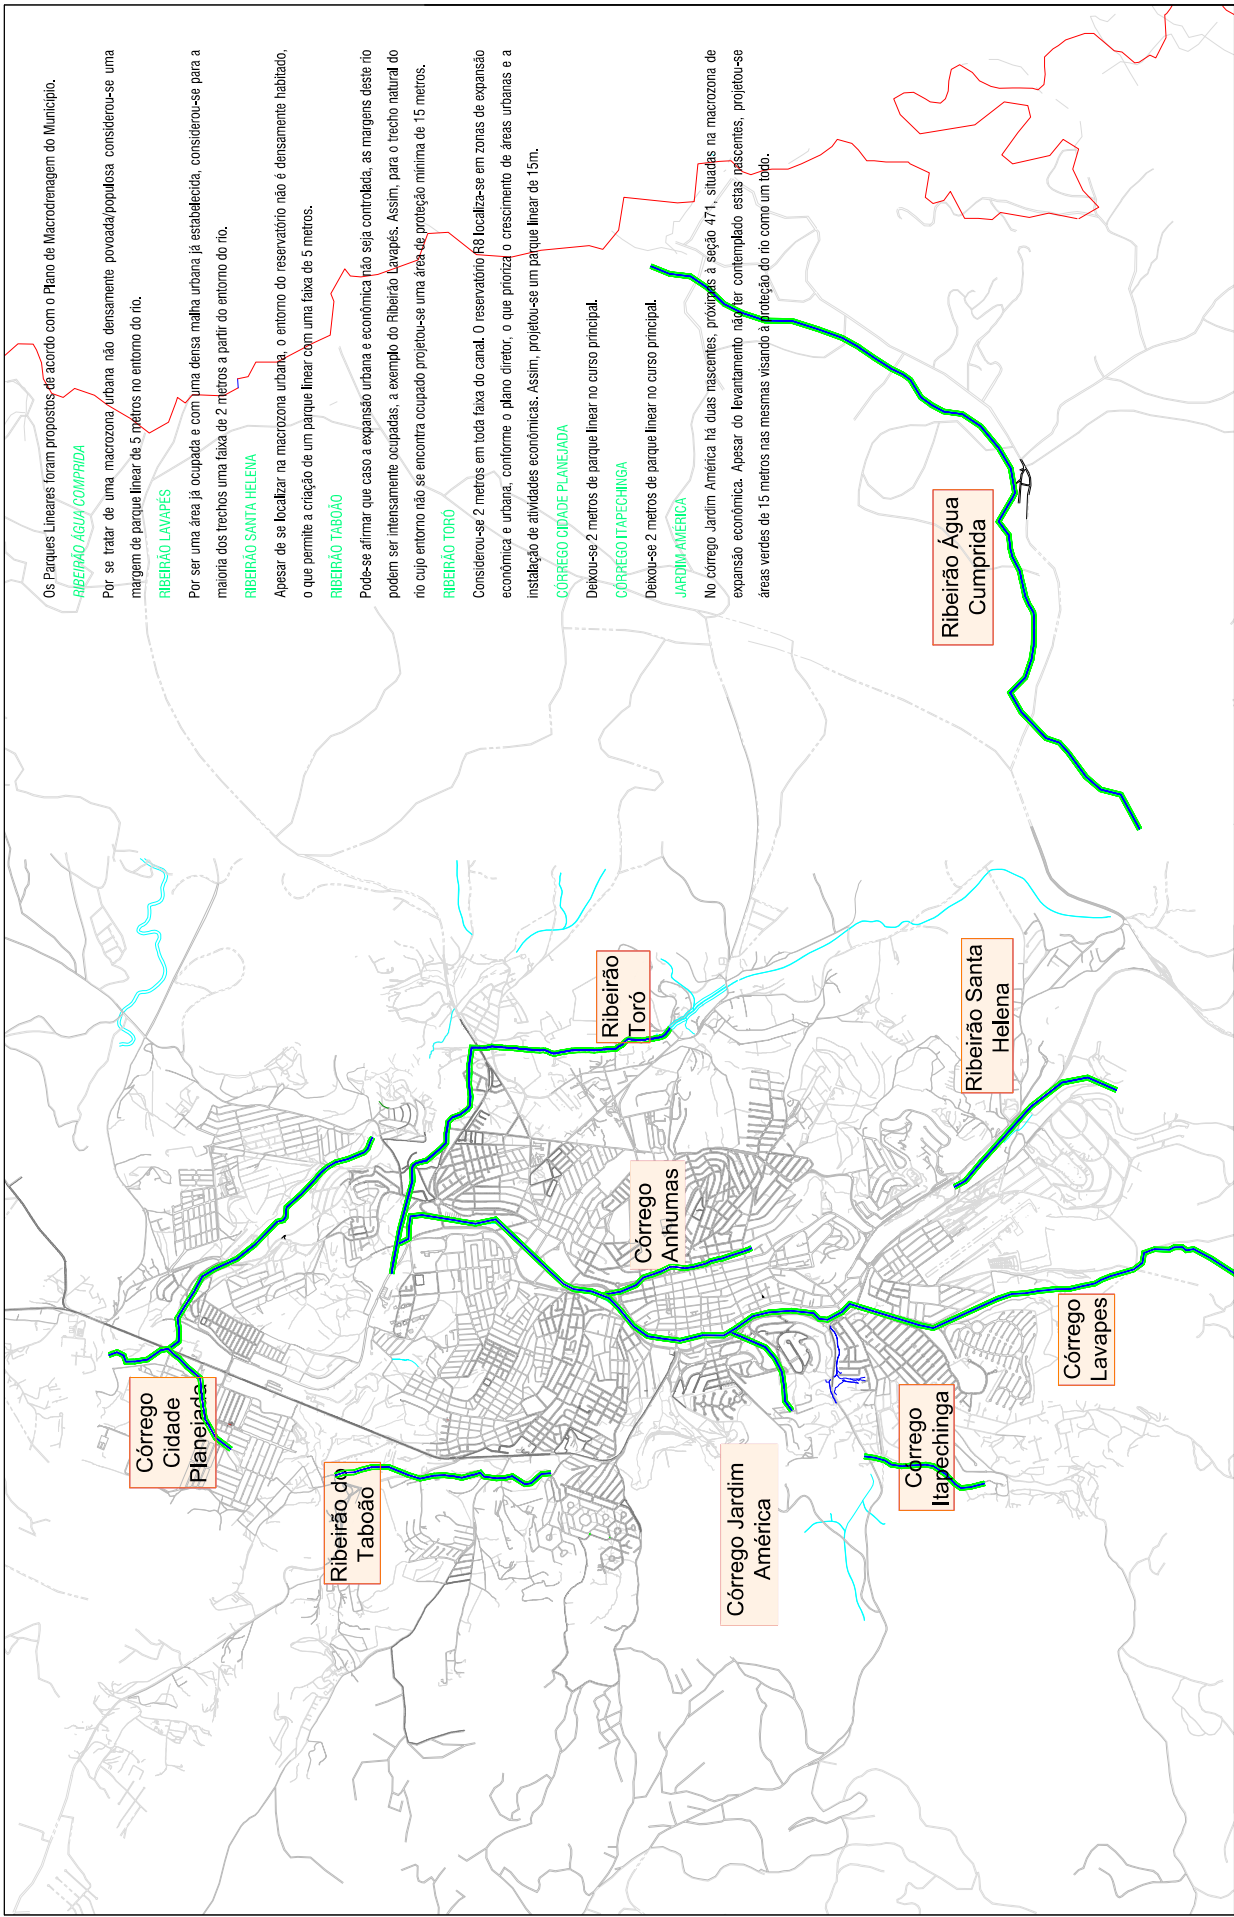 Os Parques Lineares foram propostos de acordo com o Plano de Macrodrenagem do Município.
RIBEIRÃO ÁGUA COMPRIDA
Por se tratar de uma macrozona urbana não densamente povoada/populosa considerou-se uma
margem de parque linear de 5 metros no entorno do rio.
RIBEIRÃO LAVAPÉS
Por ser uma área já ocupada e com uma densa malha urbana já estabelecida, considerou-se para a
maioria dos trechos uma faixa de 2 metros a partir do entorno do rio.
RIBEIRÃO SANTA HELENA
Apesar de se localizar na macrozona urbana, o entorno do reservatório não é densamente habitado,
o que permite a criação de um parque linear com uma faixa de 5 metros.
RIBEIRÃO TABOÃO
Pode-se afirmar que caso a expansão urbana e econômica não seja controlada, as margens deste rio
podem ser intensamente ocupadas, a exemplo do Ribeirão Lavapés. Assim, para o trecho natural do
rio cujo entorno não se encontra ocupado projetou-se uma área de proteção mínima de 15 metros.
RIBEIRÃO TORÓ
Considerou-se 2 metros em toda faixa do canal. O reservatório R8 localiza-se em zonas de expansão
econômica e urbana, conforme o plano diretor, o que prioriza o crescimento de áreas urbanas e a
instalação de atividades econômicas. Assim, projetou-se um parque linear de 15m.
CÓRREGO CIDADE PLANEJADA
Deixou-se 2 metros de parque linear no curso principal.
CÓRREGO ITAPECHINGA
Deixou-se 2 metros de parque linear no curso principal.
JARDIM AMÉRICA
No córrego Jardim América há duas nascentes, próximas à seção 471, situadas na macrozona de
expansão econômica. Apesar do levantamento não ter contemplado estas nascentes, projetou-se
áreas verdes de 15 metros nas mesmas visando à proteção do rio como um todo.
Córrego
Cidade
Planejada
Ribeirão do
Taboão
Ribeirão
Toró
Córrego
Anhumas
Córrego Jardim
América
Córrego
Itapechinga
Ribeirão Água
Cumprida
Ribeirão Santa
Helena
Córrego
Lavapes